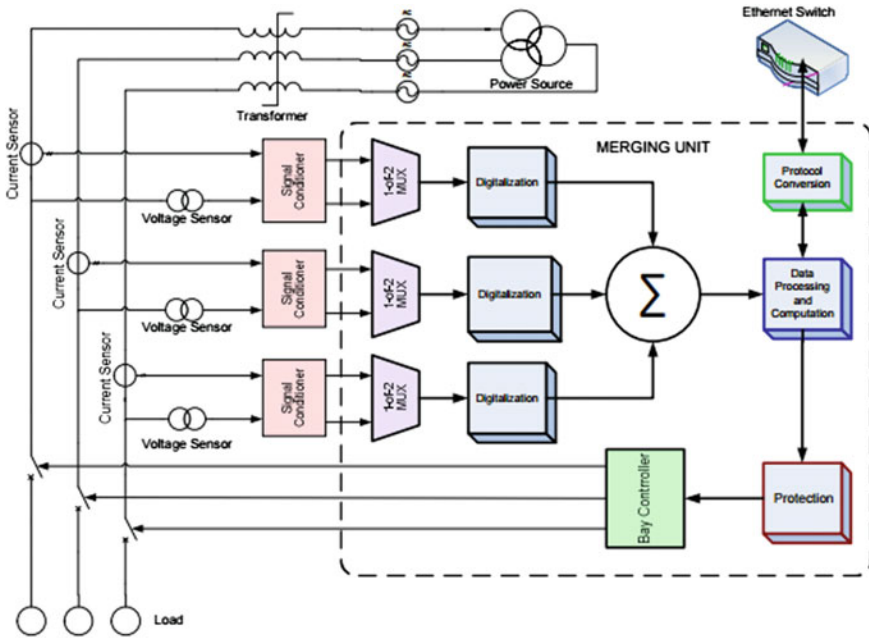 Ethernet Switch
Power Source
Transformer
Current Sensor
Voltage Sensor
Signal
Conditioner
1-of-2
MUX
Digitalization
MERGING UNIT
Protocol
Conversion
Current Sensor
Voltage Sensor
Signal
Conditioner
1-of-2
MUX
Digitalization
Σ
Data
Processing
and
Computation
Current Sensor
Voltage Sensor
Signal
Conditioner
1-of-2
MUX
Digitalization
Bay Contrroller
Protection
Load